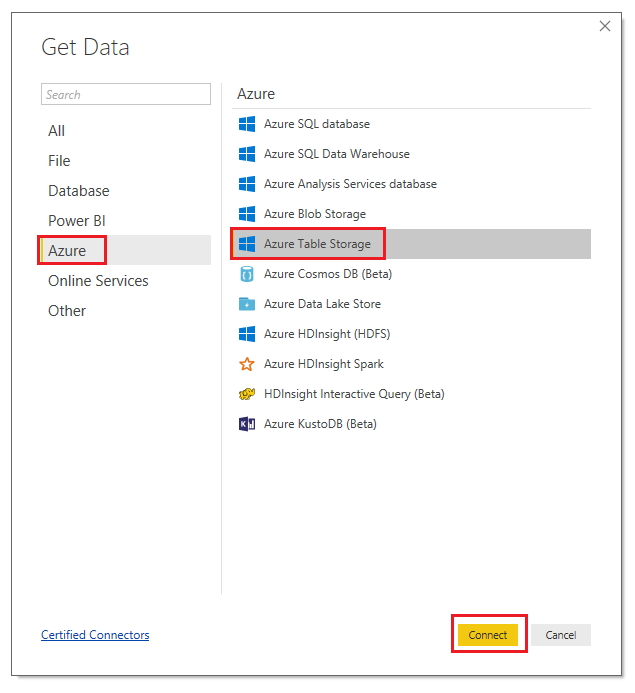 Get Data
Search
All
File
Database
Power BI
Azure
Online Services
Other
Azure
Azure SQL database
Azure SQL Data Warehouse
Azure Analysis Services database
Azure Blob Storage
Azure Table Storage
Azure Cosmos DB (Beta)
Azure Data Lake Store
Azure HDInsight (HDFS)
Azure HDInsight Spark
HDInsight Interactive Query (Beta)
Azure KustoDB (Beta)
Certified Connectors
Connect
Cancel